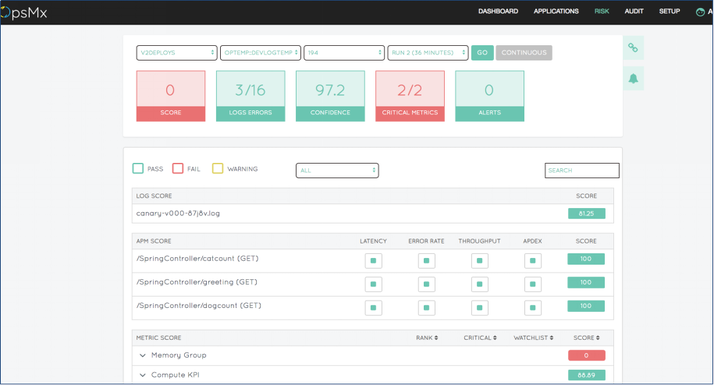 OpsMx DASHBOARD APPLICATIONS RISK AUDIT SETUP A
V2DEPLOYS OPTEMP:DEVLOGTEMP 194 RUN 2 (36 MINUTES) GO CONTINUOUS
0 3/16 97.2 2/2 0
SCORE LOGS ERRORS CONFIDENCE CRITICAL METRICS ALERTS
PASS FAIL WARNING ALL SEARCH
LOG SCORE SCORE
canary-v000-87j8v.log 81.25
APM SCORE LATENCY ERROR RATE THROUGHPUT APDEX SCORE
/SpringController/catcount (GET) 100
/SpringController/greeting (GET) 100
/SpringController/dogcount (GET) 100
METRIC SCORE RANK CRITICAL WATCHLIST SCORE
Memory Group 0
Compute KPI 88.89